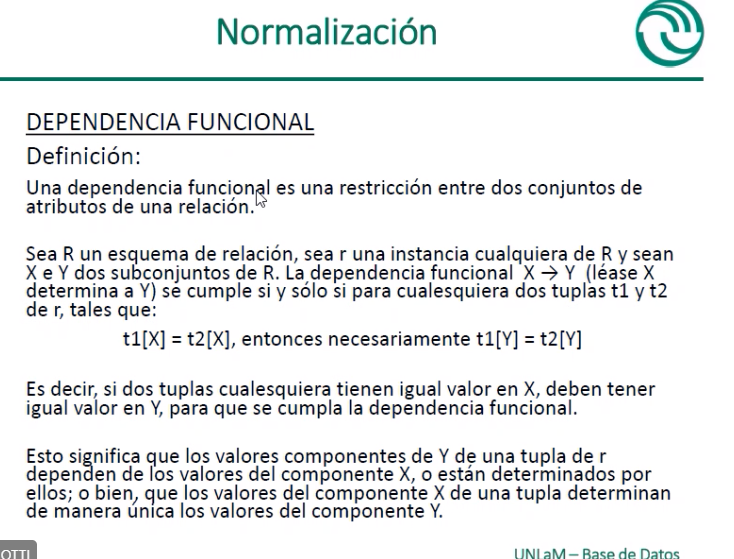 Normalización
DEPENDENCIA FUNCIONAL
Definición:
Una dependencia funcional es una restricción entre dos conjuntos de
atributos de una relación.
Sea R un esquema de relación, sea r una instancia cualquiera de R y sean
X e Y dos subconjuntos de R. La dependencia funcional X → Y (léase X
determina a Y) se cumple si y sólo si para cualesquiera dos tuplas t1 y t2
de r, tales que:
t1[X] = t2[X], entonces necesariamente t1[Y] = t2[Y]
Es decir, si dos tuplas cualesquiera tienen igual valor en X, deben tener
igual valor en Y, para que se cumpla la dependencia funcional.
Esto significa que los valores componentes de Y de una tupla de r
dependen de los valores del componente X, o están determinados por
ellos; o bien, que los valores del componente X de una tupla determinan
de manera única los valores del componente Y.
OTTI
UNLaM – Base de Datos